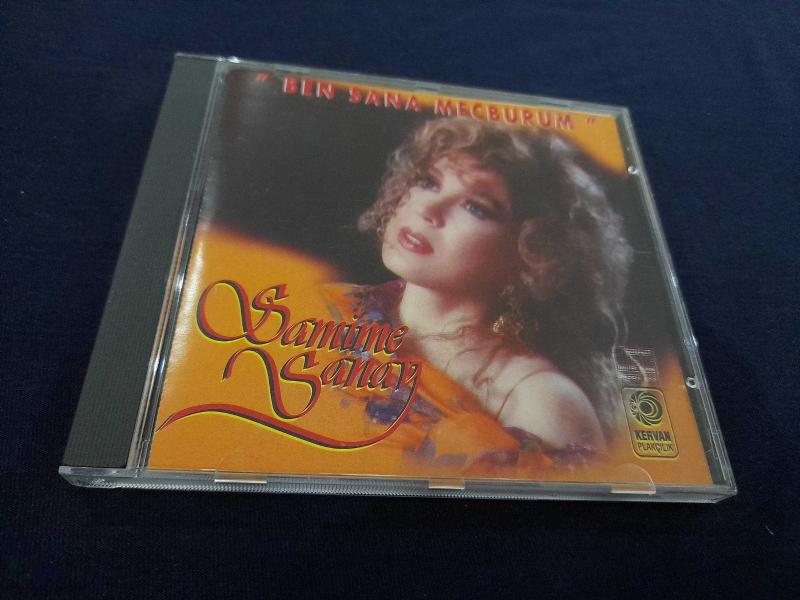 " BEN SANA MECBURUM "
Samime
Sanay
KERVAN
PLAKÇILIK